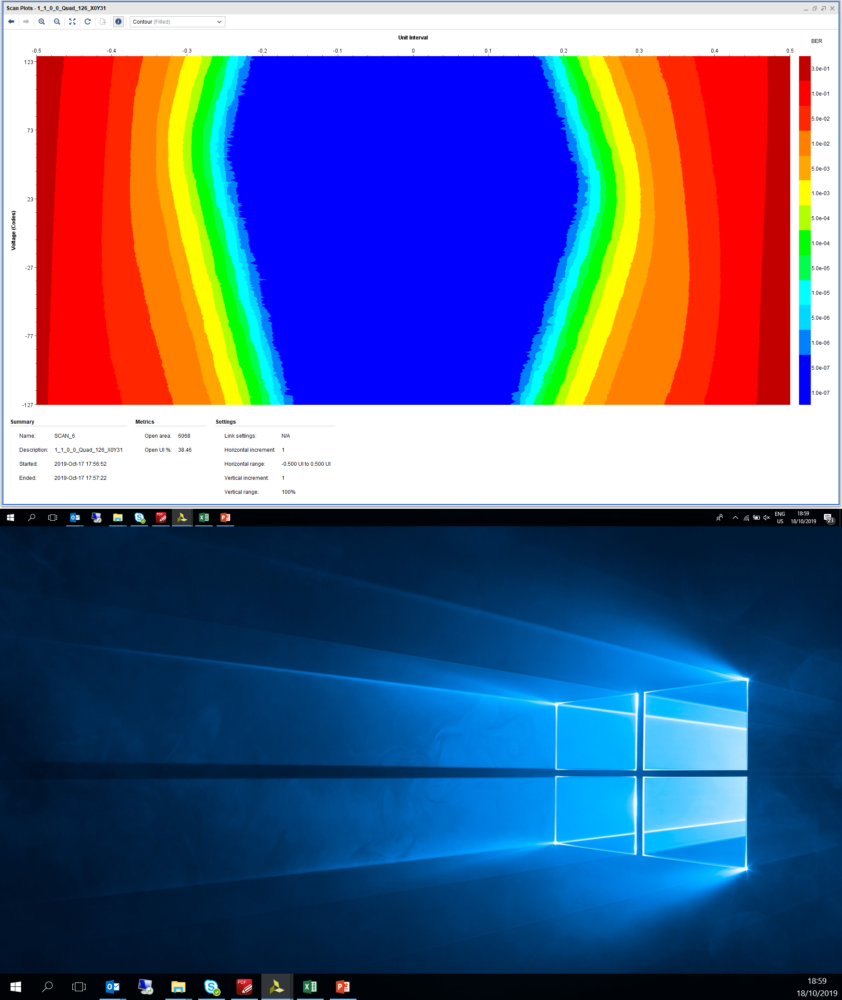 Scan Plots - 1_1_0_0_Quad_126_X0Y31
Contour (Filled)
Unit Interval
BER
-0.5 -0.4 -0.3 -0.2 -0.1 0 0.1 0.2 0.3 0.4 0.5
Voltage (Codes)
123
73
23
-27
-77
-127
3.0e-01
1.0e-01
5.0e-02
1.0e-02
5.0e-03
1.0e-03
5.0e-04
1.0e-04
5.0e-05
1.0e-05
5.0e-06
1.0e-06
5.0e-07
1.0e-07
Summary
Name: SCAN_6
Description: 1_1_0_0_Quad_126_X0Y31
Started: 2019-Oct-17 17:56:52
Ended: 2019-Oct-17 17:57:22
Metrics
Open area: 6068
Open UI %: 38.46
Settings
Link settings: N/A
Horizontal increment: 1
Horizontal range: -0.500 UI to 0.500 UI
Vertical increment: 1
Vertical range: 100%
PDF
ENG
US
18:59
18/10/2019
23
PDF
18:59
18/10/2019